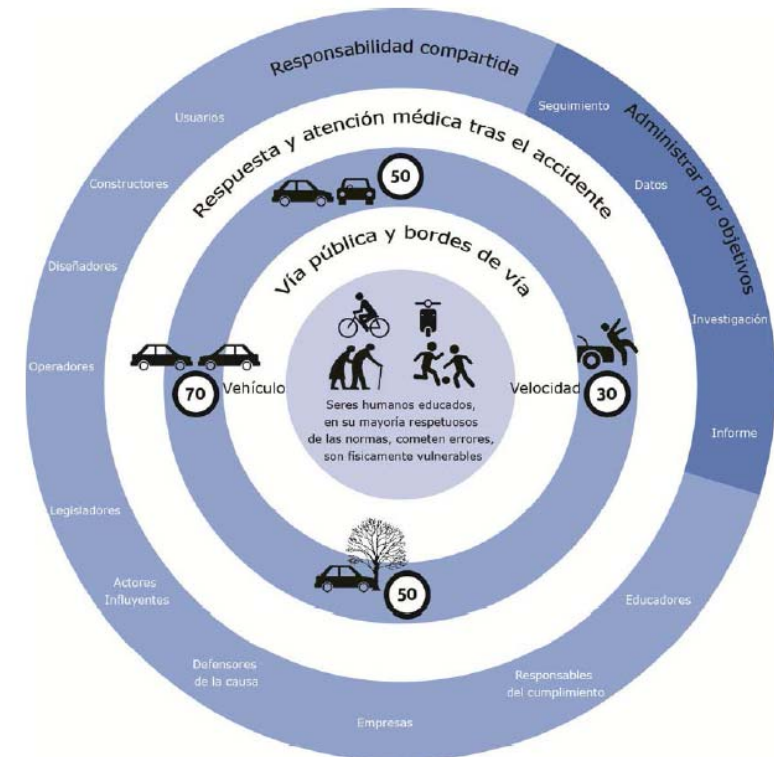 Responsabilidad compartida
Administrar por objetivos
Seguimiento
Datos
Investigación
Informe
Usuarios
Constructores
Diseñadores
Operadores
Legisladores
Actores
Influyentes
Defensores
de la causa
Empresas
Responsables
del cumplimiento
Educadores
Respuesta y atención médica tras el accidente
50
Vía pública y bordes de vía
70
Vehículo
Velocidad
30
Seres humanos educados,
en su mayoría respetuosos
de las normas, cometen errores,
son físicamente vulnerables
50